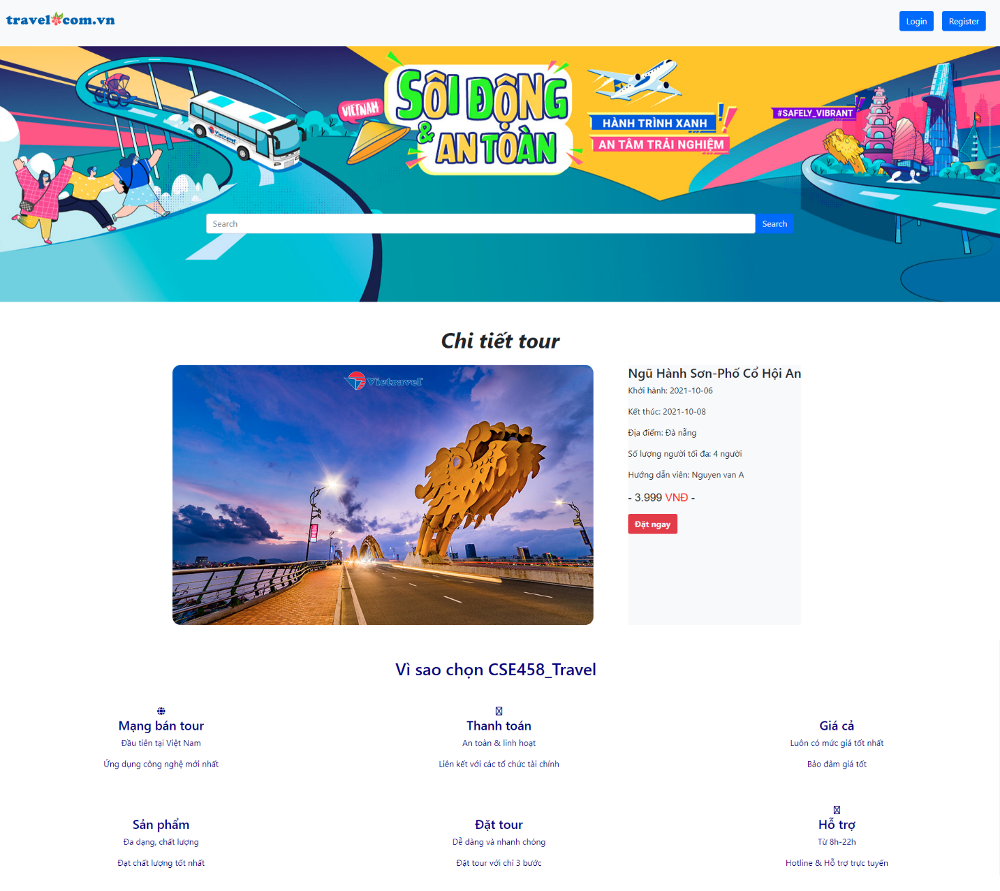 travel com.vn
Login
Register
VIETNAM
SÔI ĐỘNG
& AN TOÀN
HÀNH TRÌNH XANH
AN TÂM TRẢI NGHIỆM
#SAFELY_VIBRANT
Vietravel
Search
Search
Chi tiết tour
Vietravel
Ngũ Hành Sơn-Phố Cổ Hội An
Khởi hành: 2021-10-06
Kết thúc: 2021-10-08
Địa điểm: Đà nẵng
Số lượng người tối đa: 4 người
Hướng dẫn viên: Nguyen van A
- 3.999 VNĐ -
Đặt ngay
Vì sao chọn CSE458_Travel
Mạng bán tour
Đầu tiên tại Việt Nam
Ứng dụng công nghệ mới nhất
Thanh toán
An toàn & linh hoạt
Liên kết với các tổ chức tài chính
Giá cả
Luôn có mức giá tốt nhất
Bảo đảm giá tốt
Sản phẩm
Đa dạng, chất lượng
Đạt chất lượng tốt nhất
Đặt tour
Dễ dàng và nhanh chóng
Đặt tour với chỉ 3 bước
Hỗ trợ
Từ 8h-22h
Hotline & Hỗ trợ trực tuyến